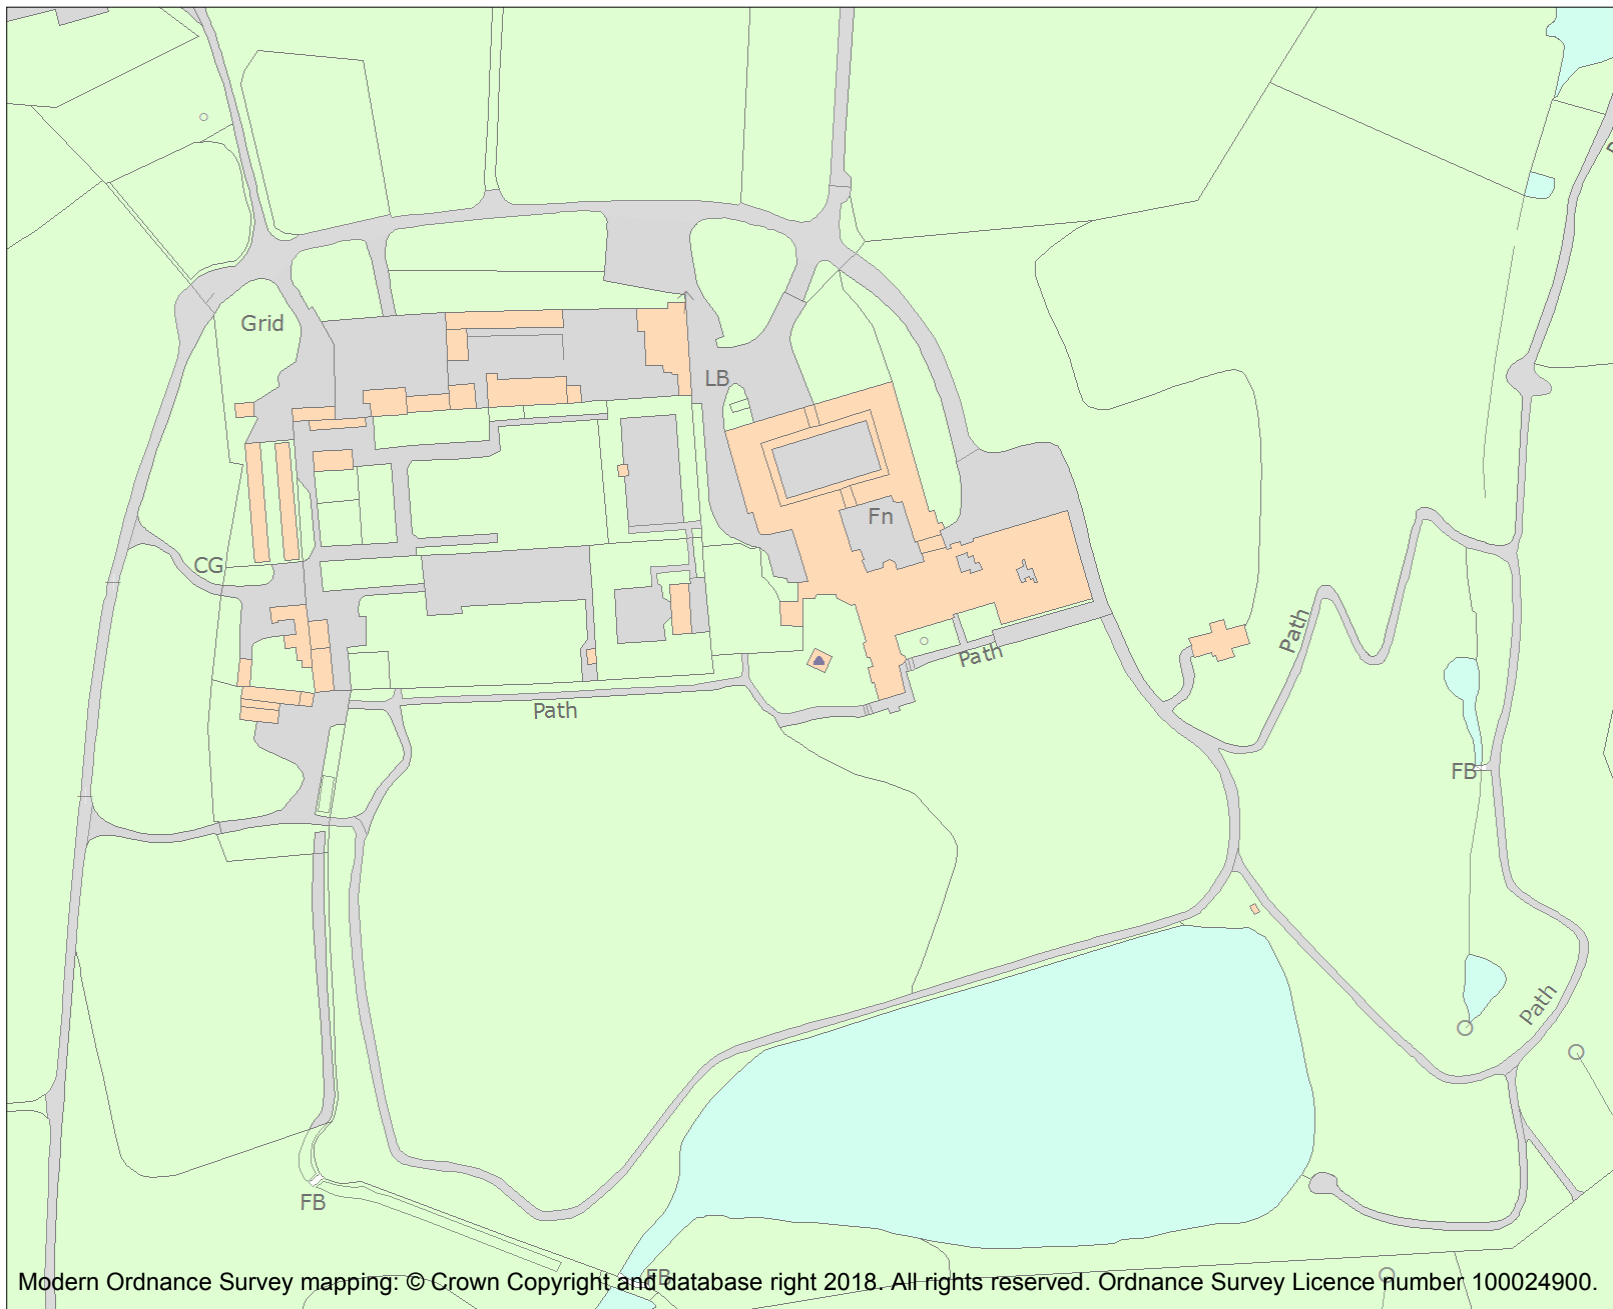 Grid
LB
Fn
CG
Path
Path
Path
FB
Path
FB
FB
Modern Ordnance Survey mapping: © Crown Copyright and database right 2018. All rights reserved. Ordnance Survey Licence number 100024900.